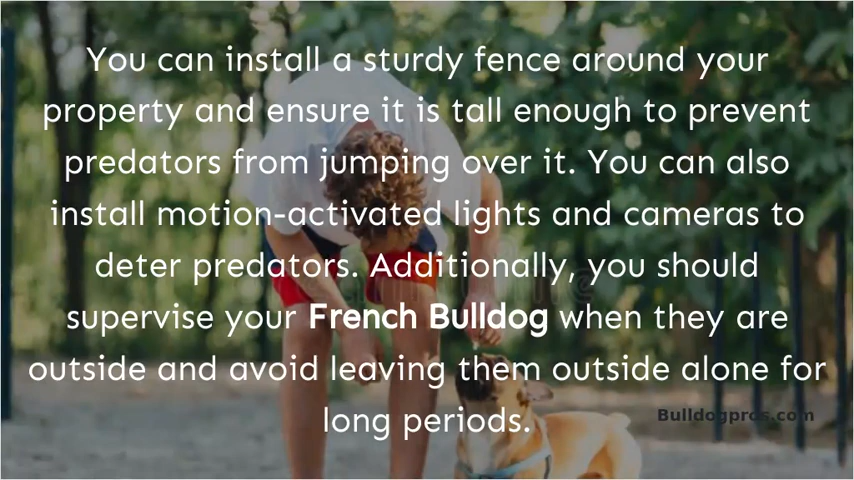 You can install a sturdy fence around your
property and ensure it is tall enough to prevent
predators from jumping over it. You can also
install motion-activated lights and cameras to
deter predators. Additionally, you should
supervise your French Bulldog when they are
outside and avoid leaving them outside alone for
long periods.
Bulldogpros.com